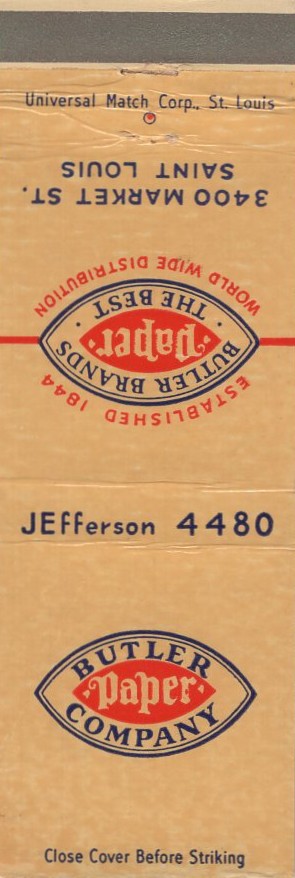 Universal Match Corp., St. Louis
3400 MARKET ST.
SAINT LOUIS
ESTABLISHED 1844
BUTLER BRANDS
Paper
· THE BEST ·
WORLD WIDE DISTRIBUTION
JEfferson 4480
BUTLER
Paper
COMPANY
Close Cover Before Striking